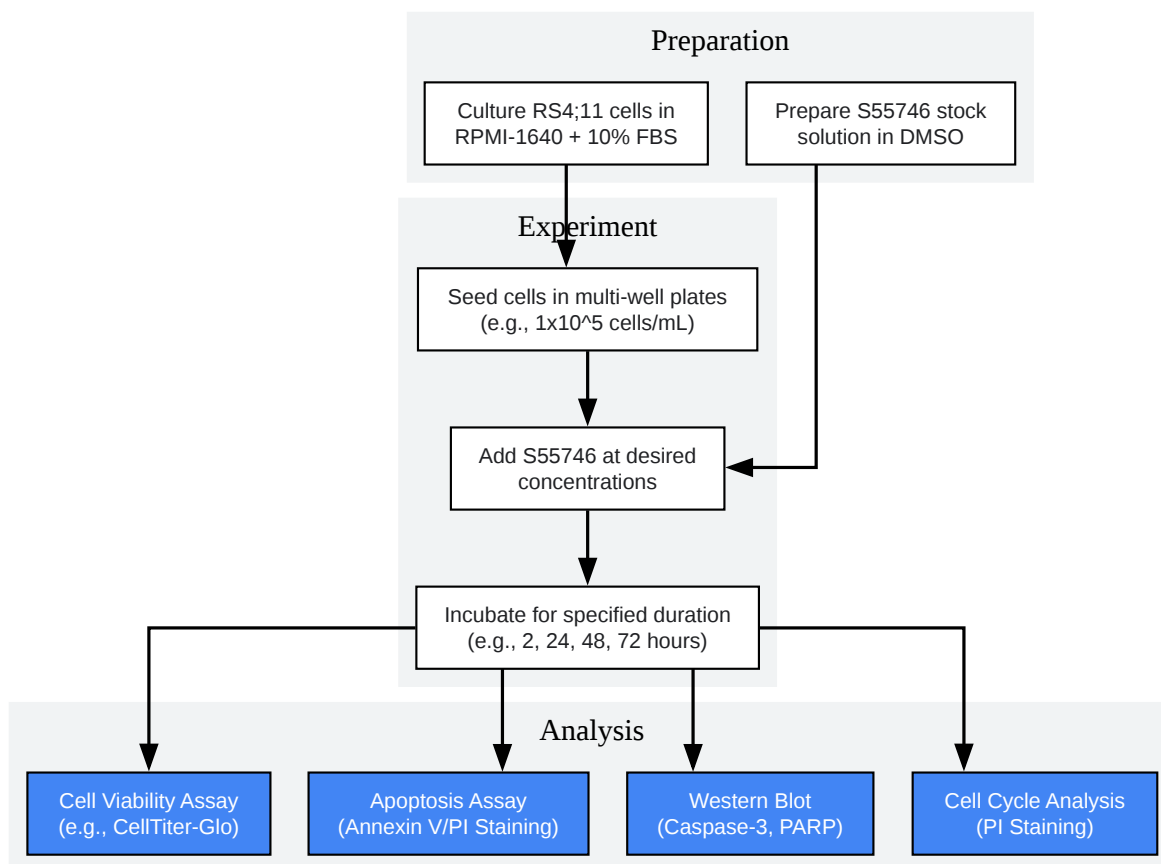 Preparation
Culture RS4;11 cells in
RPMI-1640 + 10% FBS
Prepare S55746 stock
solution in DMSO
Experiment
Seed cells in multi-well plates
(e.g., 1x10^5 cells/mL)
Add S55746 at desired
concentrations
Incubate for specified duration
(e.g., 2, 24, 48, 72 hours)
Analysis
Cell Viability Assay
(e.g., CellTiter-Glo)
Apoptosis Assay
(Annexin V/PI Staining)
Western Blot
(Caspase-3, PARP)
Cell Cycle Analysis
(PI Staining)